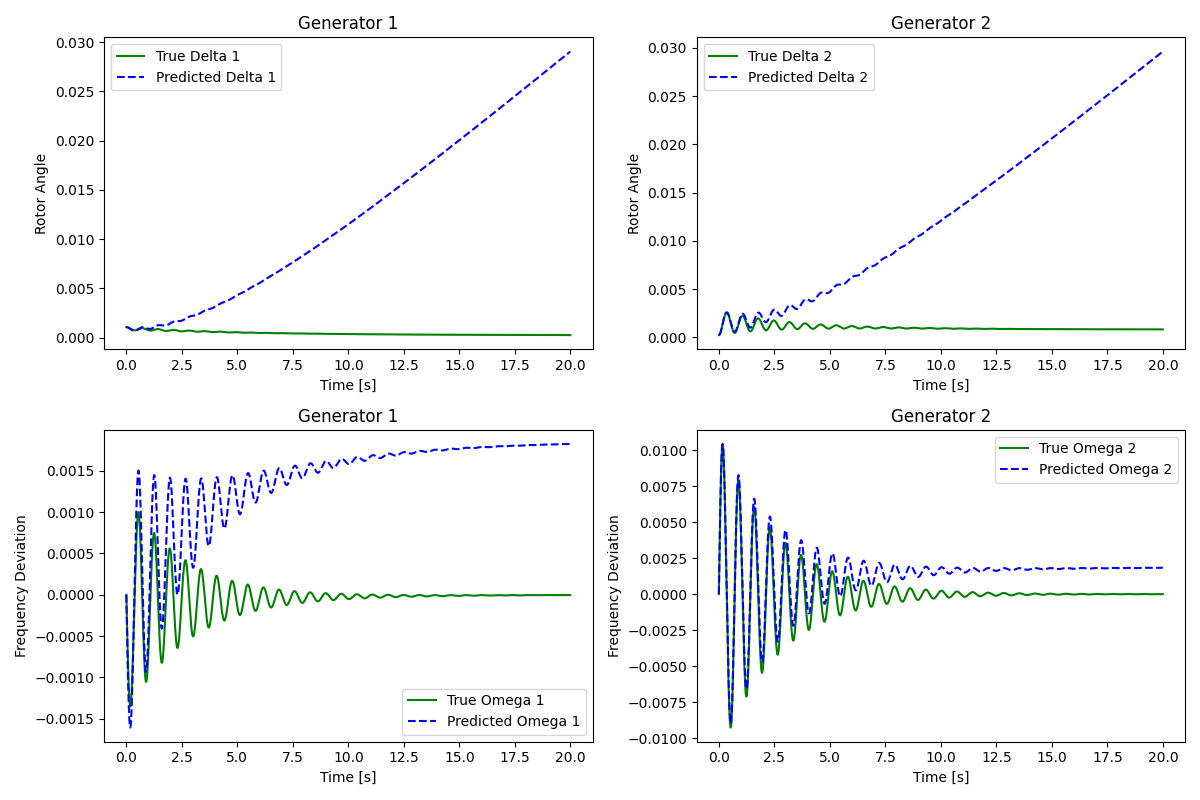 Generator 1
True Delta 1
Predicted Delta 1
Rotor Angle
0.030
0.025
0.020
0.015
0.010
0.005
0.000
0.0 2.5 5.0 7.5 10.0 12.5 15.0 17.5 20.0
Time [s]
Generator 2
True Delta 2
Predicted Delta 2
Rotor Angle
0.030
0.025
0.020
0.015
0.010
0.005
0.000
0.0 2.5 5.0 7.5 10.0 12.5 15.0 17.5 20.0
Time [s]
Generator 1
Frequency Deviation
0.0015
0.0010
0.0005
0.0000
−0.0005
−0.0010
−0.0015
True Omega 1
Predicted Omega 1
0.0 2.5 5.0 7.5 10.0 12.5 15.0 17.5 20.0
Time [s]
Generator 2
True Omega 2
Predicted Omega 2
Frequency Deviation
0.0100
0.0075
0.0050
0.0025
0.0000
−0.0025
−0.0050
−0.0075
−0.0100
0.0 2.5 5.0 7.5 10.0 12.5 15.0 17.5 20.0
Time [s]